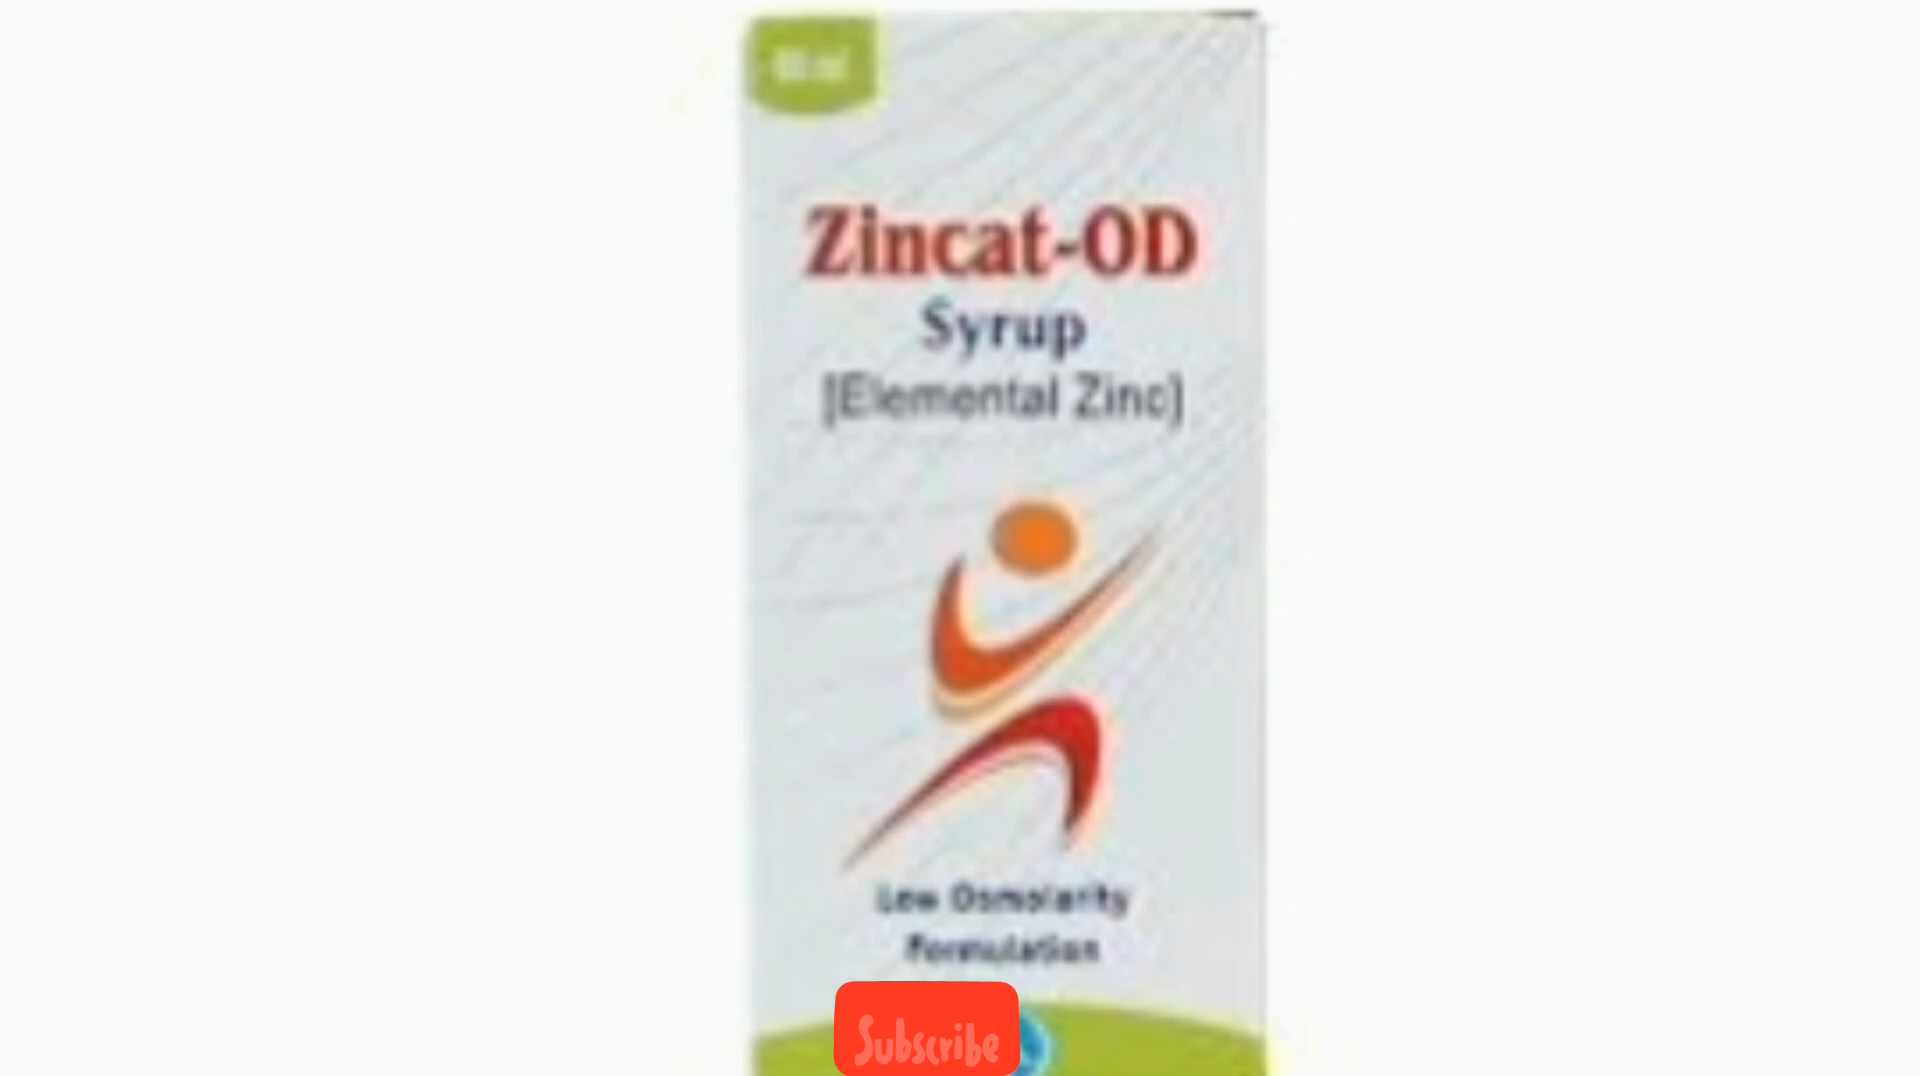 Zincat-OD
Syrup
[Elemental Zinc]
Low Osmolarity
Formulation
Subscribe